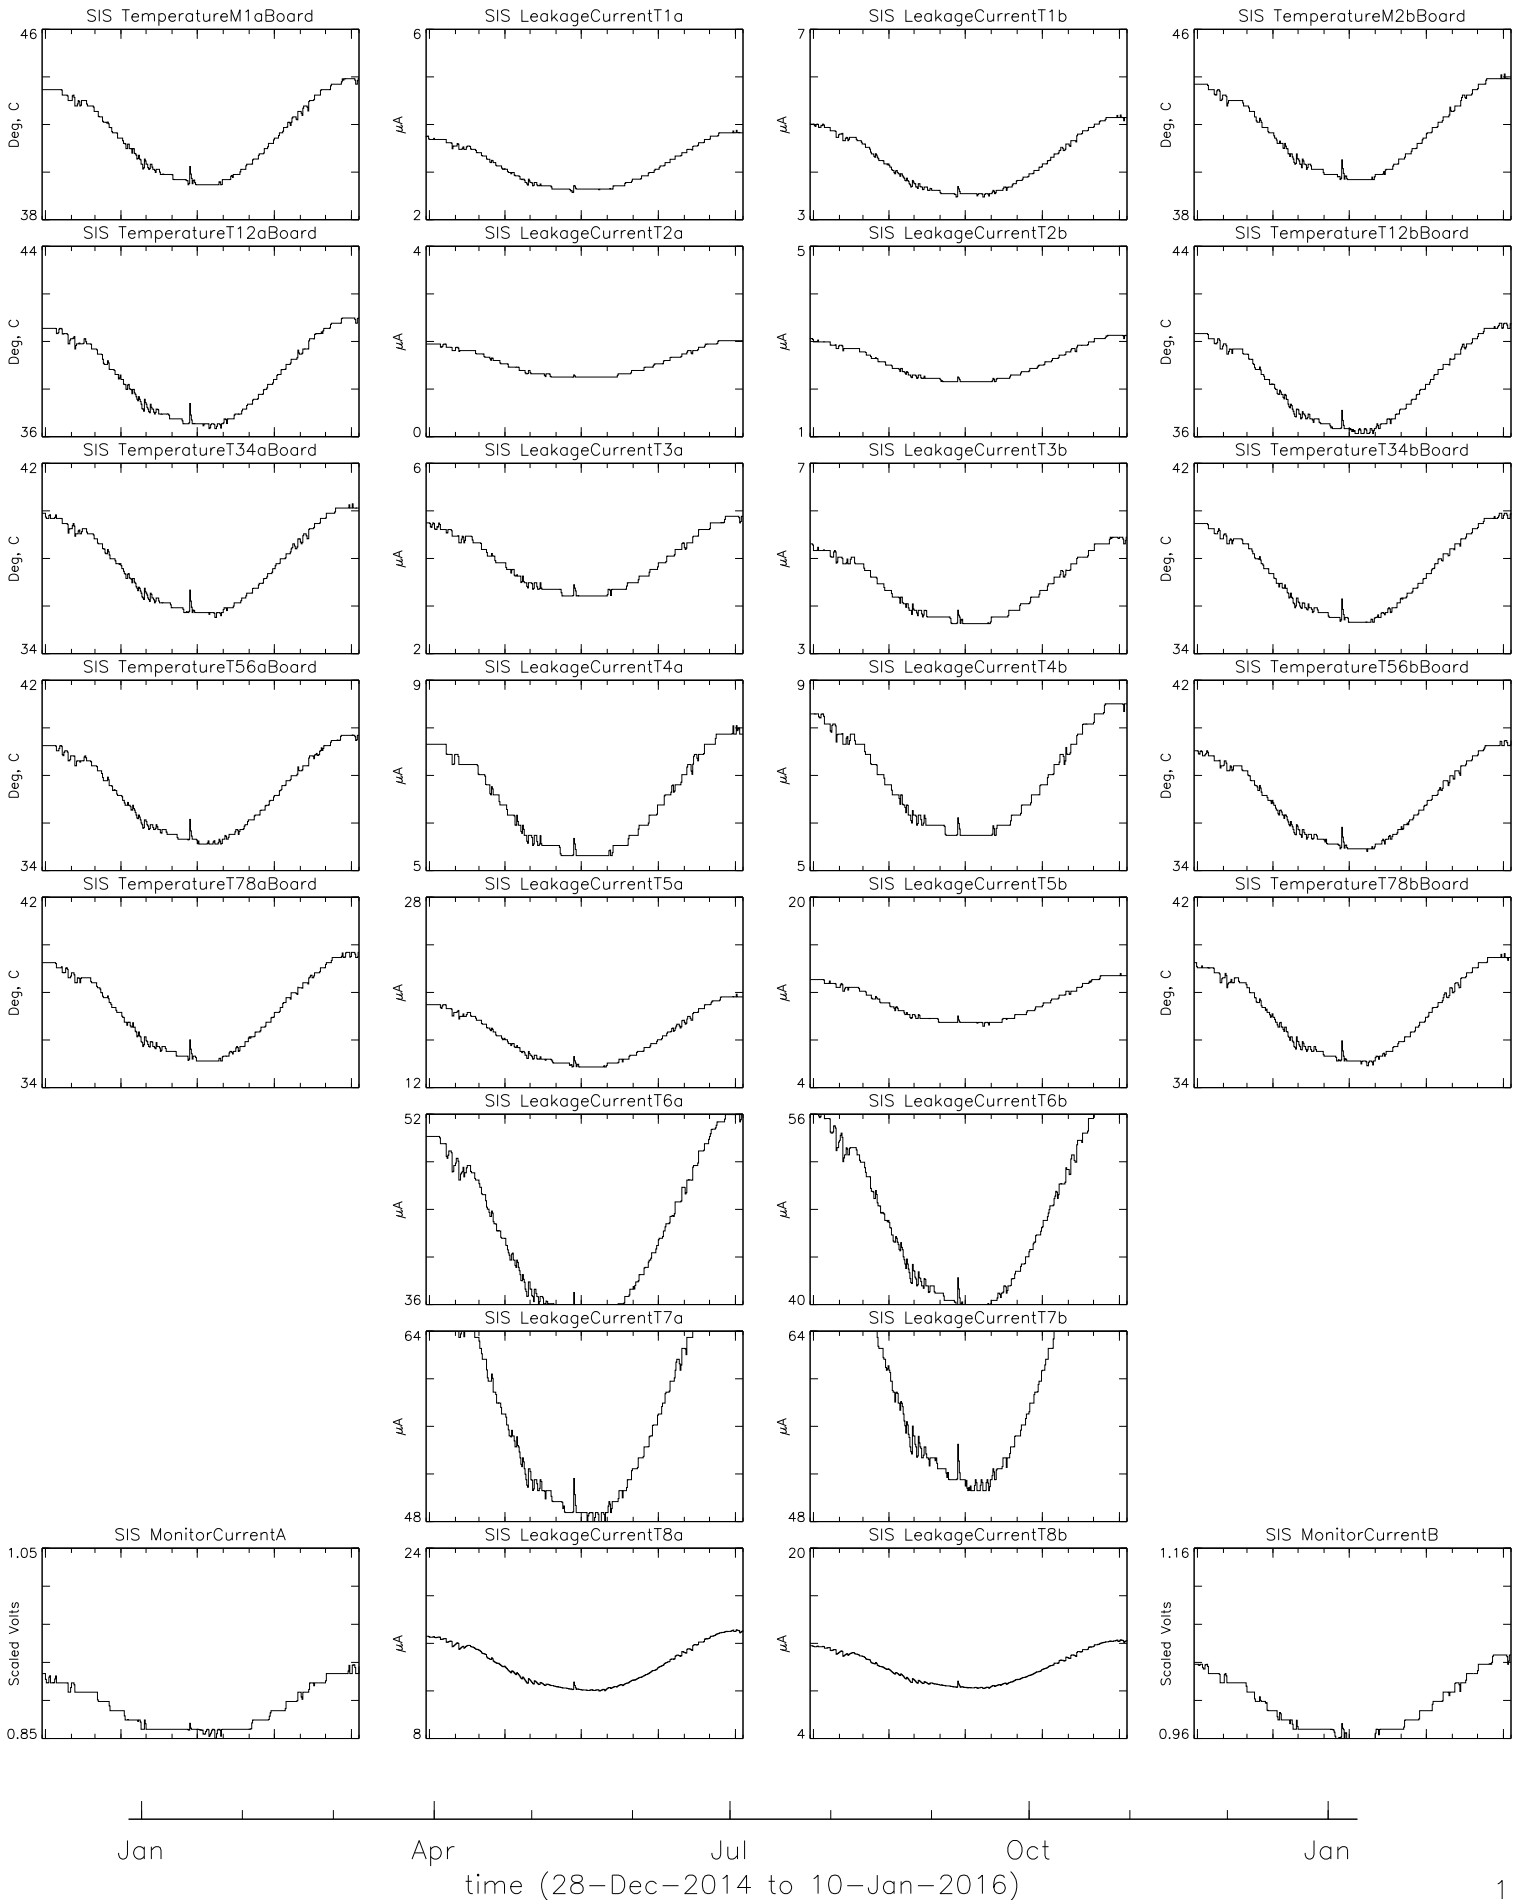 SIS TemperatureM1aBoard
46
Deg, C
38
SIS LeakageCurrentT1a
6
μA
2
SIS LeakageCurrentT1b
7
μA
3
SIS TemperatureM2bBoard
46
Deg, C
38
SIS TemperatureT12aBoard
44
Deg, C
36
SIS LeakageCurrentT2a
4
μA
0
SIS LeakageCurrentT2b
5
μA
1
SIS TemperatureT12bBoard
44
Deg, C
36
SIS TemperatureT34aBoard
42
Deg, C
34
SIS LeakageCurrentT3a
6
μA
2
SIS LeakageCurrentT3b
7
μA
3
SIS TemperatureT34bBoard
42
Deg, C
34
SIS TemperatureT56aBoard
42
Deg, C
34
SIS LeakageCurrentT4a
9
μA
5
SIS LeakageCurrentT4b
9
μA
5
SIS TemperatureT56bBoard
42
Deg, C
34
SIS TemperatureT78aBoard
42
Deg, C
34
SIS LeakageCurrentT5a
28
μA
12
SIS LeakageCurrentT5b
20
μA
4
SIS TemperatureT78bBoard
42
Deg, C
34
SIS LeakageCurrentT6a
52
μA
36
SIS LeakageCurrentT6b
56
μA
40
SIS LeakageCurrentT7a
64
μA
48
SIS LeakageCurrentT7b
64
μA
48
SIS MonitorCurrentA
1.05
Scaled Volts
0.85
SIS LeakageCurrentT8a
24
μA
8
SIS LeakageCurrentT8b
20
μA
4
SIS MonitorCurrentB
1.16
Scaled Volts
0.96
Jan Apr Jul Oct Jan
time (28-Dec-2014 to 10-Jan-2016)
1